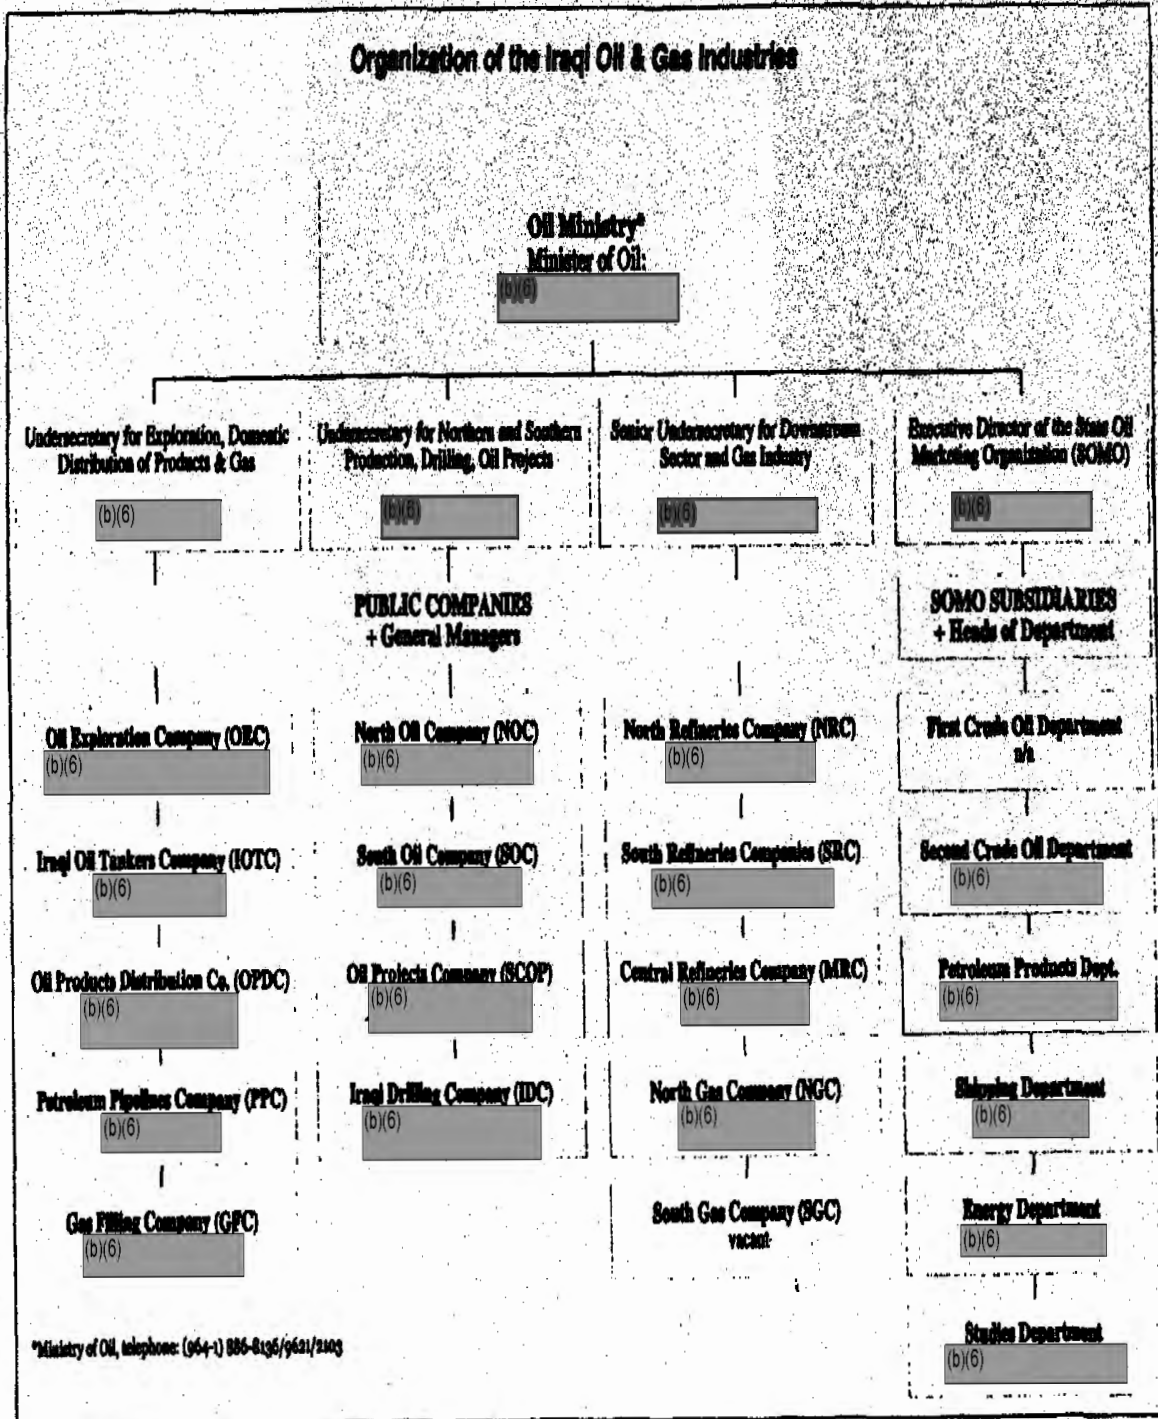 Organization of the Iraqi Oil & Gas Industries
Oil Ministry*
Minister of Oil:
(b)(6)
Undersecretary for Exploration, Domestic
Distribution of Products & Gas
(b)(6)
Undersecretary for Northern and Southern
Production, Drilling, Oil Projects
(b)(6)
Senior Undersecretary for Downstream
Sector and Gas Industry
(b)(6)
Executive Director of the State Oil
Marketing Organization (SOMO)
(b)(6)
PUBLIC COMPANIES
+ General Managers
SOMO SUBSIDIARIES
+ Heads of Department
Oil Exploration Company (OEC)
(b)(6)
North Oil Company (NOC)
(b)(6)
North Refineries Company (NRC)
(b)(6)
First Crude Oil Department
n/a
Iraqi Oil Tankers Company (IOTC)
(b)(6)
South Oil Company (SOC)
(b)(6)
South Refineries Companies (SRC)
(b)(6)
Second Crude Oil Department
(b)(6)
Oil Products Distribution Co. (OPDC)
(b)(6)
Oil Projects Company (SCOP)
(b)(6)
Central Refineries Company (MRC)
(b)(6)
Petroleum Products Dept.
(b)(6)
Petroleum Pipelines Company (PPC)
(b)(6)
Iraqi Drilling Company (IDC)
(b)(6)
North Gas Company (NGC)
(b)(6)
Shipping Department
(b)(6)
Gas Filling Company (GFC)
(b)(6)
South Gas Company (SGC)
vacant
Energy Department
(b)(6)
Studies Department
(b)(6)
*Ministry of Oil, telephone: (964-1) 886-8136/9621/2103